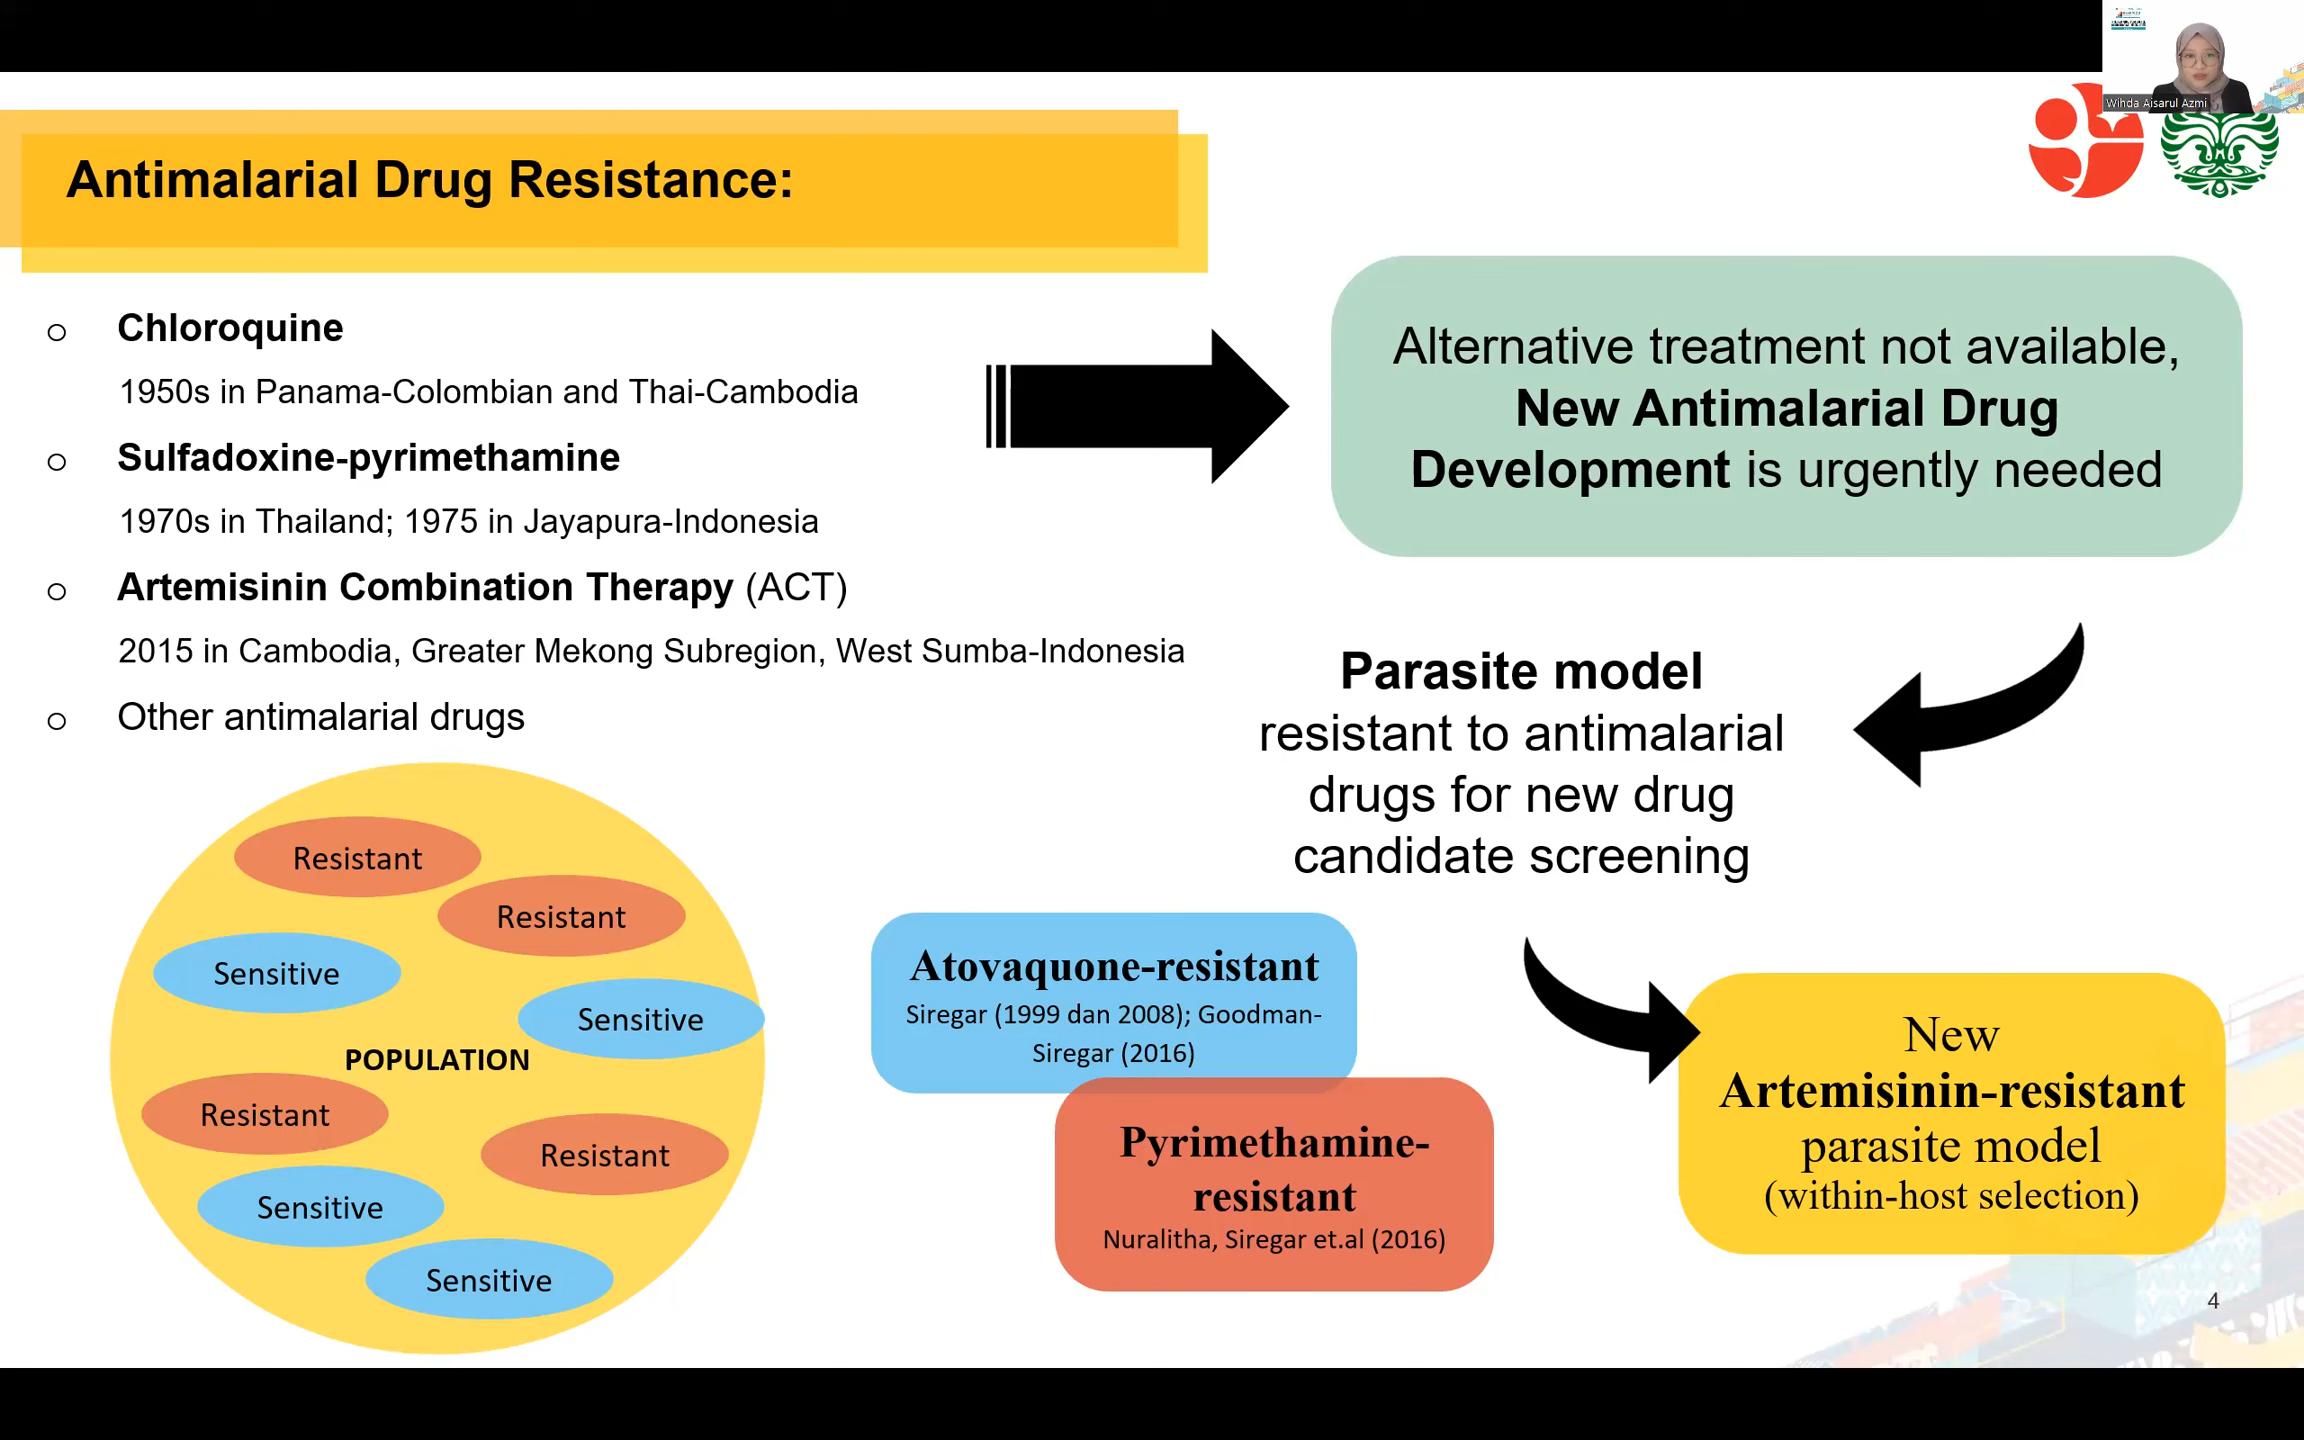 Wihda Aisarul Azmi
Antimalarial Drug Resistance:
o Chloroquine
1950s in Panama-Colombian and Thai-Cambodia
o Sulfadoxine-pyrimethamine
1970s in Thailand; 1975 in Jayapura-Indonesia
o Artemisinin Combination Therapy (ACT)
2015 in Cambodia, Greater Mekong Subregion, West Sumba-Indonesia
o Other antimalarial drugs
Alternative treatment not available,
New Antimalarial Drug
Development is urgently needed
Parasite model
resistant to antimalarial
drugs for new drug
candidate screening
Resistant
Resistant
Sensitive
Sensitive
POPULATION
Resistant
Resistant
Sensitive
Sensitive
Atovaquone-resistant
Siregar (1999 dan 2008); Goodman-
Siregar (2016)
Pyrimethamine-
resistant
Nuralitha, Siregar et.al (2016)
New
Artemisinin-resistant
parasite model
(within-host selection)
4